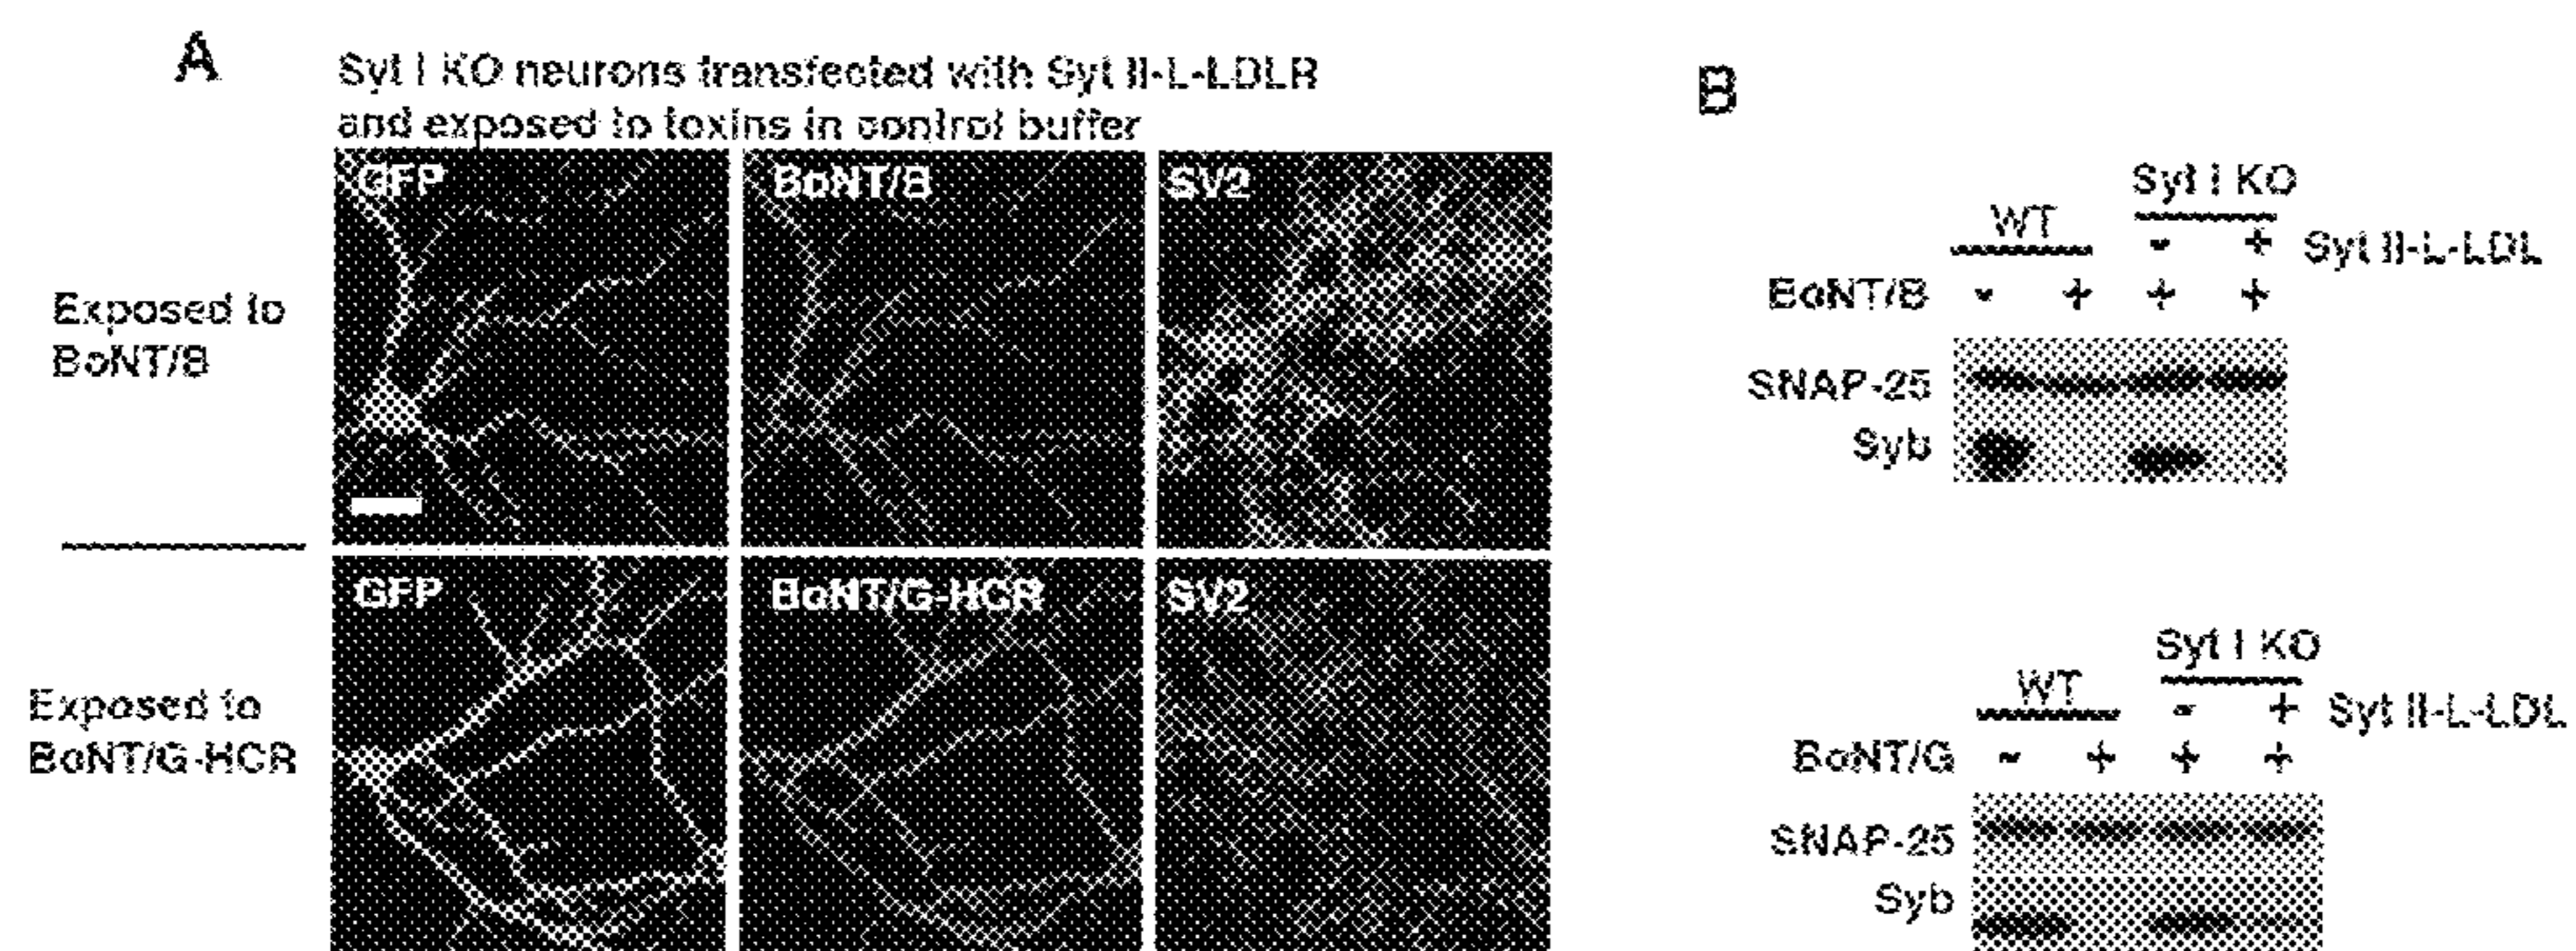 A
Syt I KO neurons transfected with Syt II-L-LDLR
and exposed to toxins in control buffer
Exposed to
BoNT/B
GFP
BoNT/B
SV2
Exposed to
BoNT/G-HCR
GFP
BoNT/G-HCR
SV2
B
Syt I KO
WT
- + Syt II-L-LDL
BoNT/B - + + +
SNAP-25
Syb
Syt I KO
WT
- + Syt II-L-LDL
BoNT/G - + + +
SNAP-25
Syb